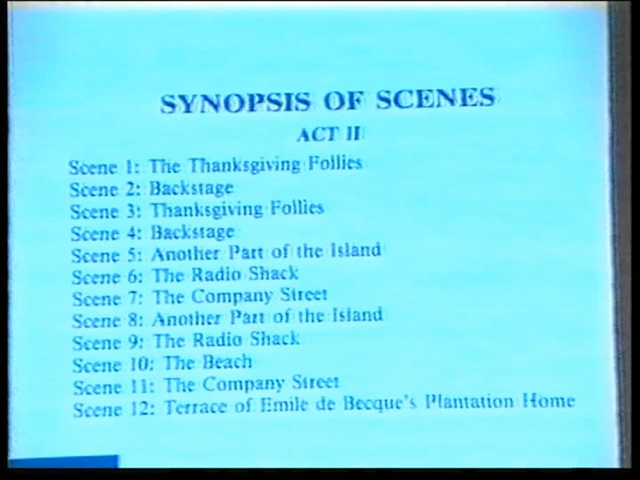 SYNOPSIS OF SCENES
ACT II
Scene 1: The Thanksgiving Follies
Scene 2: Backstage
Scene 3: Thanksgiving Follies
Scene 4: Backstage
Scene 5: Another Part of the Island
Scene 6: The Radio Shack
Scene 7: The Company Street
Scene 8: Another Part of the Island
Scene 9: The Radio Shack
Scene 10: The Beach
Scene 11: The Company Street
Scene 12: Terrace of Emile de Becque's Plantation Home